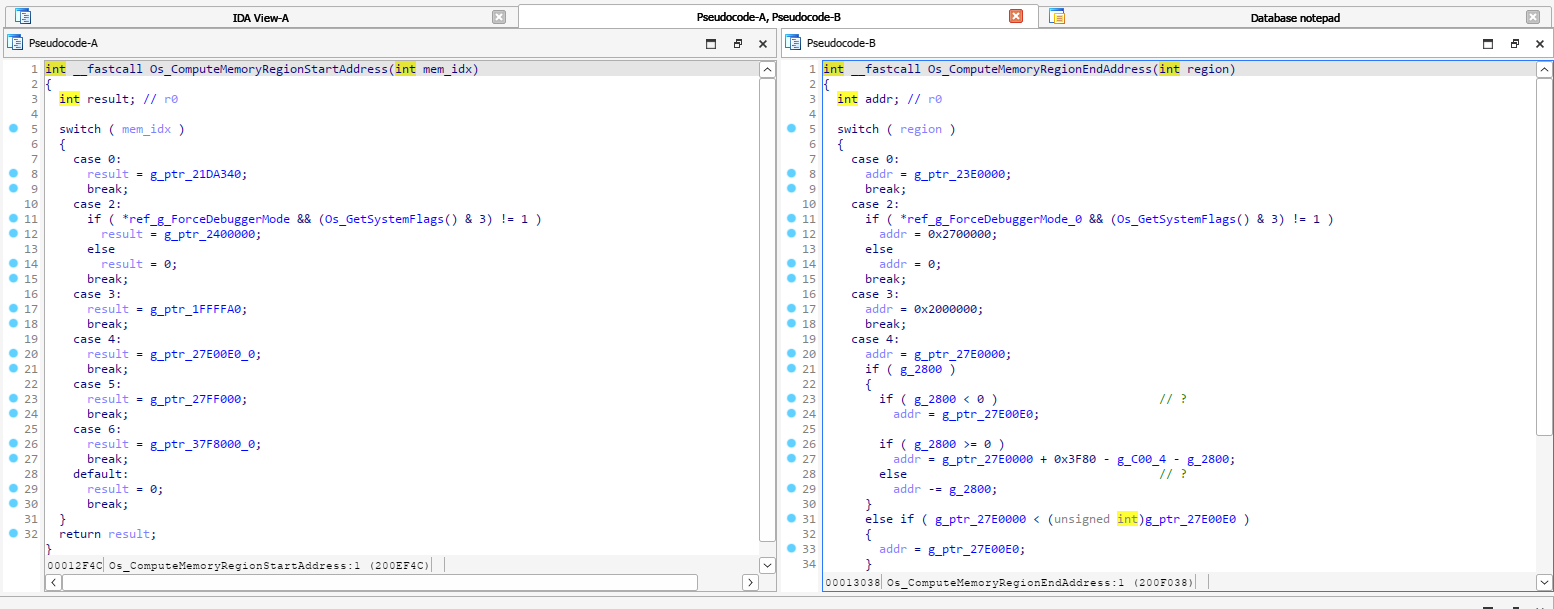 IDA View-A
Pseudocode-A, Pseudocode-B
Database notepad
Pseudocode-A
1 int __fastcall Os_ComputeMemoryRegionStartAddress(int mem_idx)
2 {
3 int result; // r0
4
5 switch ( mem_idx )
6 {
7 case 0:
8 result = g_ptr_21DA340;
9 break;
10 case 2:
11 if ( *ref_g_ForceDebuggerMode && (Os_GetSystemFlags() & 3) != 1 )
12 result = g_ptr_2400000;
13 else
14 result = 0;
15 break;
16 case 3:
17 result = g_ptr_1FFFFA0;
18 break;
19 case 4:
20 result = g_ptr_27E00E0_0;
21 break;
22 case 5:
23 result = g_ptr_27FF000;
24 break;
25 case 6:
26 result = g_ptr_37F8000_0;
27 break;
28 default:
29 result = 0;
30 break;
31 }
32 return result;
}
00012F4C Os_ComputeMemoryRegionStartAddress:1 (200EF4C)
Pseudocode-B
1 int __fastcall Os_ComputeMemoryRegionEndAddress(int region)
2 {
3 int addr; // r0
4
5 switch ( region )
6 {
7 case 0:
8 addr = g_ptr_23E0000;
9 break;
10 case 2:
11 if ( *ref_g_ForceDebuggerMode_0 && (Os_GetSystemFlags() & 3) != 1 )
12 addr = 0x2700000;
13 else
14 addr = 0;
15 break;
16 case 3:
17 addr = 0x2000000;
18 break;
19 case 4:
20 addr = g_ptr_27E0000;
21 if ( g_2800 )
22 {
23 if ( g_2800 < 0 ) // ?
24 addr = g_ptr_27E00E0;
25
26 if ( g_2800 >= 0 )
27 addr = g_ptr_27E0000 + 0x3F80 - g_C00_4 - g_2800;
28 else // ?
29 addr -= g_2800;
30 }
31 else if ( g_ptr_27E0000 < (unsigned int)g_ptr_27E00E0 )
32 {
33 addr = g_ptr_27E00E0;
34 }
00013038 Os_ComputeMemoryRegionEndAddress:1 (200F038)